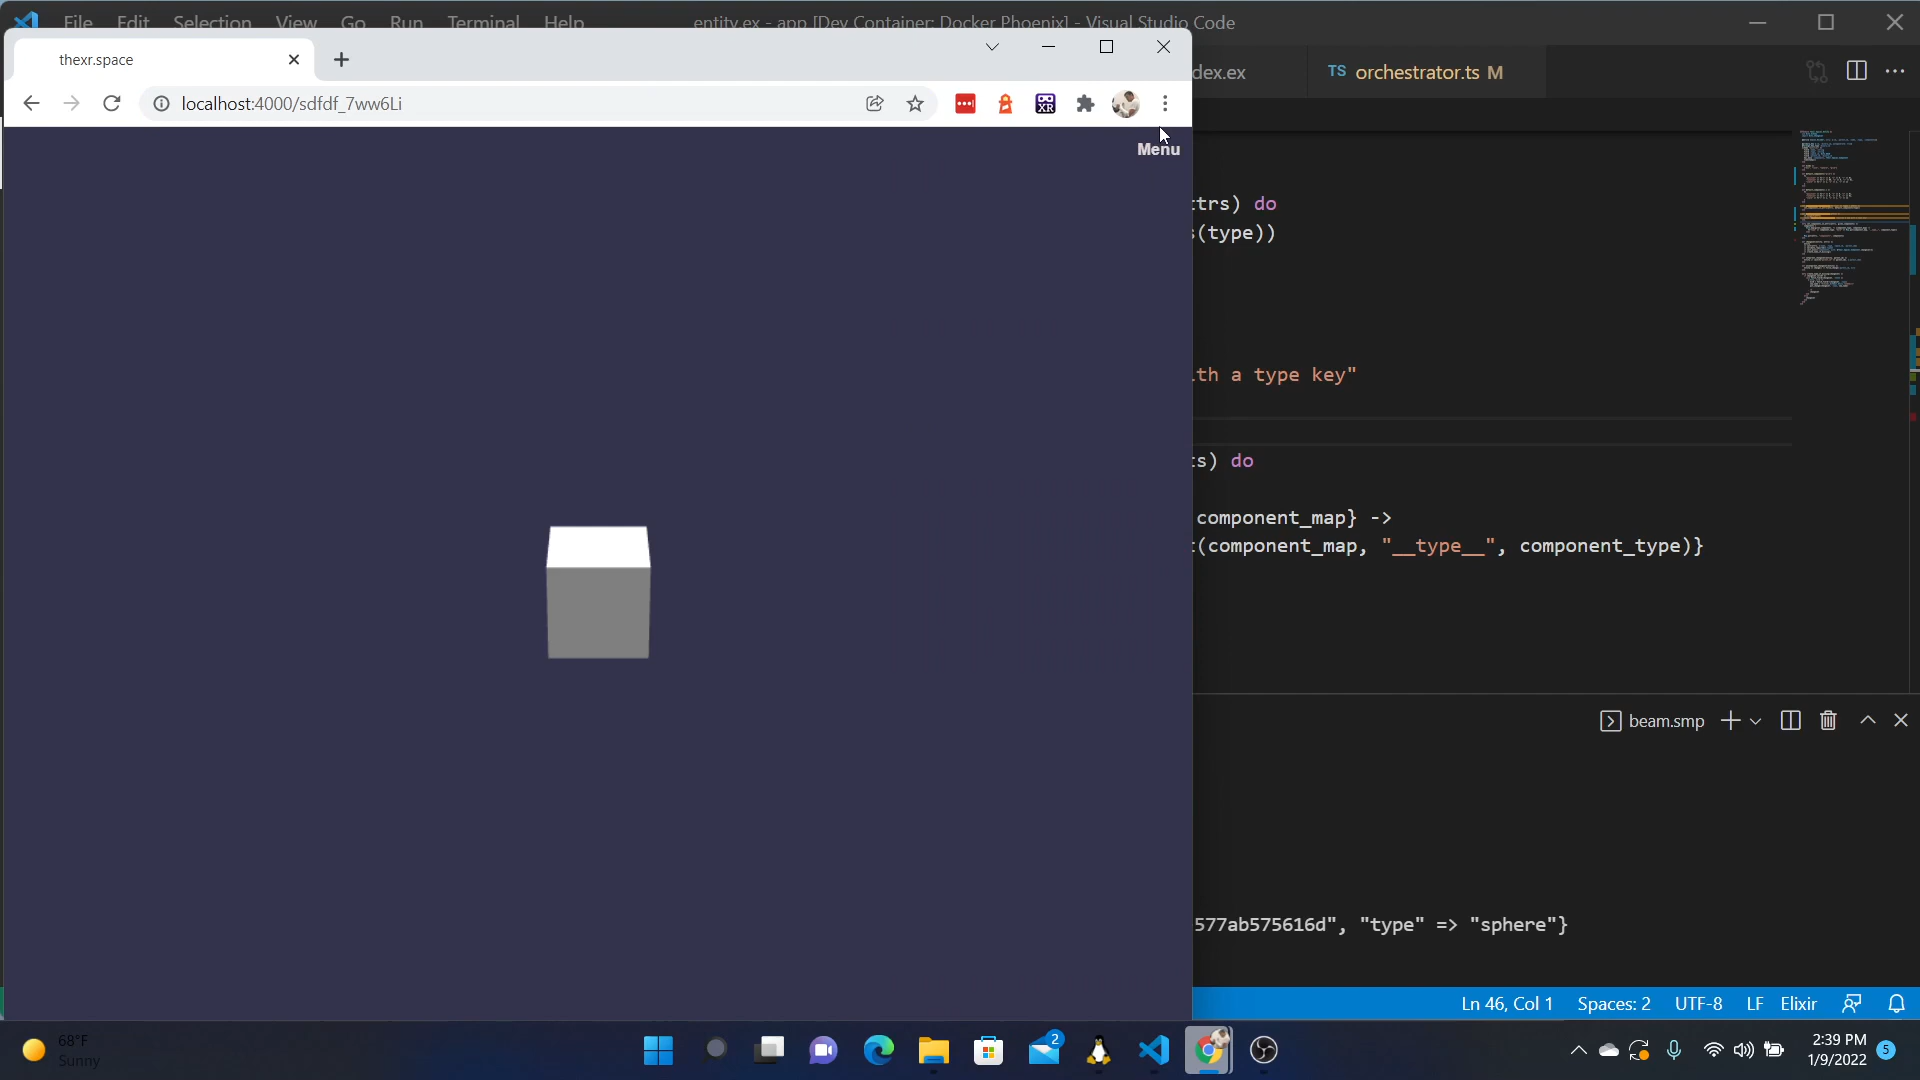 File Edit Selection View Go Run Terminal Help entity.ex - app [Dev Container: Docker Phoenix] - Visual Studio Code
thexr.space
dex.ex TS orchestrator.ts M
localhost:4000/sdfdf_7ww6Li
XR
Menu
trs) do
(type))
th a type key"
s) do
component_map} ->
(component_map, "__type__", component_type)}
beam.smp
577ab575616d", "type" => "sphere"}
Ln 46, Col 1 Spaces: 2 UTF-8 LF Elixir
68°F
Sunny
2
2:39 PM
1/9/2022
5